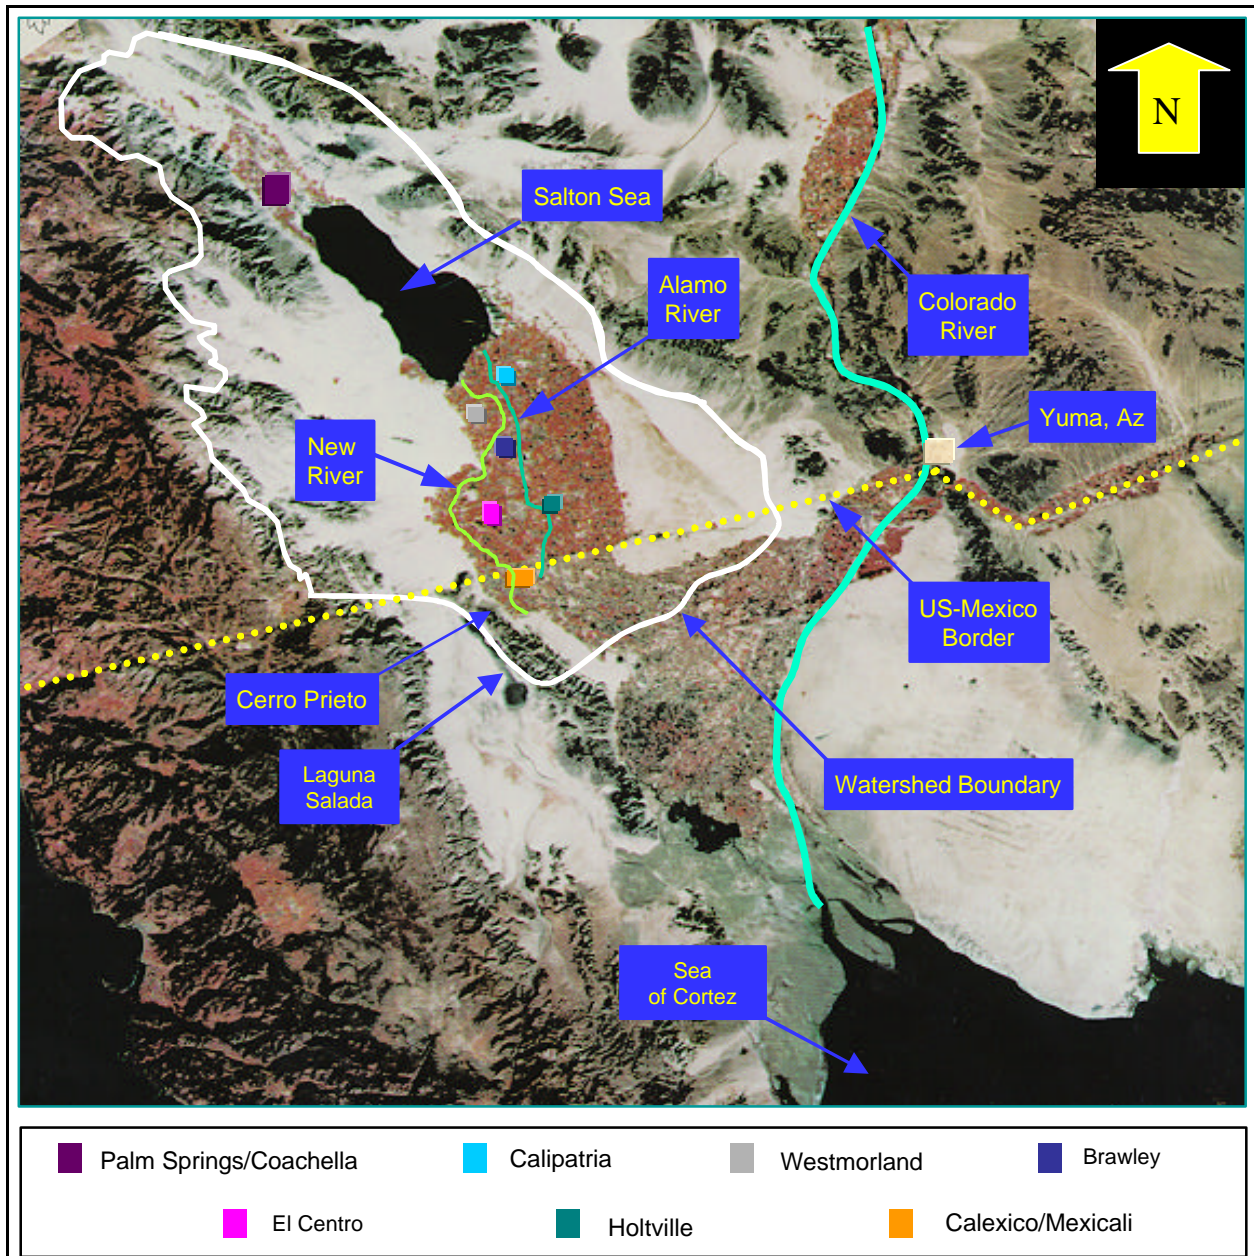 N
Salton Sea
Alamo
River
Colorado
River
Yuma, Az
New
River
US-Mexico
Border
Cerro Prieto
Laguna
Salada
Watershed Boundary
Sea
of Cortez
Palm Springs/Coachella
Calipatria
Westmorland
Brawley
El Centro
Holtville
Calexico/Mexicali